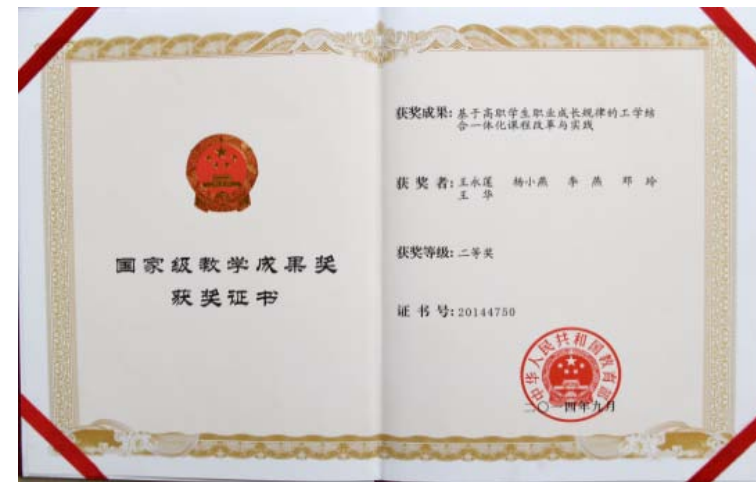 国家级教学成果奖
获奖证书
获奖成果:基于高职学生职业成长规律的工学结
合一体化课程改革与实践
获 奖 者:王永莲 杨小燕 李 燕 邓 玲
王 华
获奖等级:二等奖
证 书 号:20144750
中华人民共和国教育部
二〇一四年九月